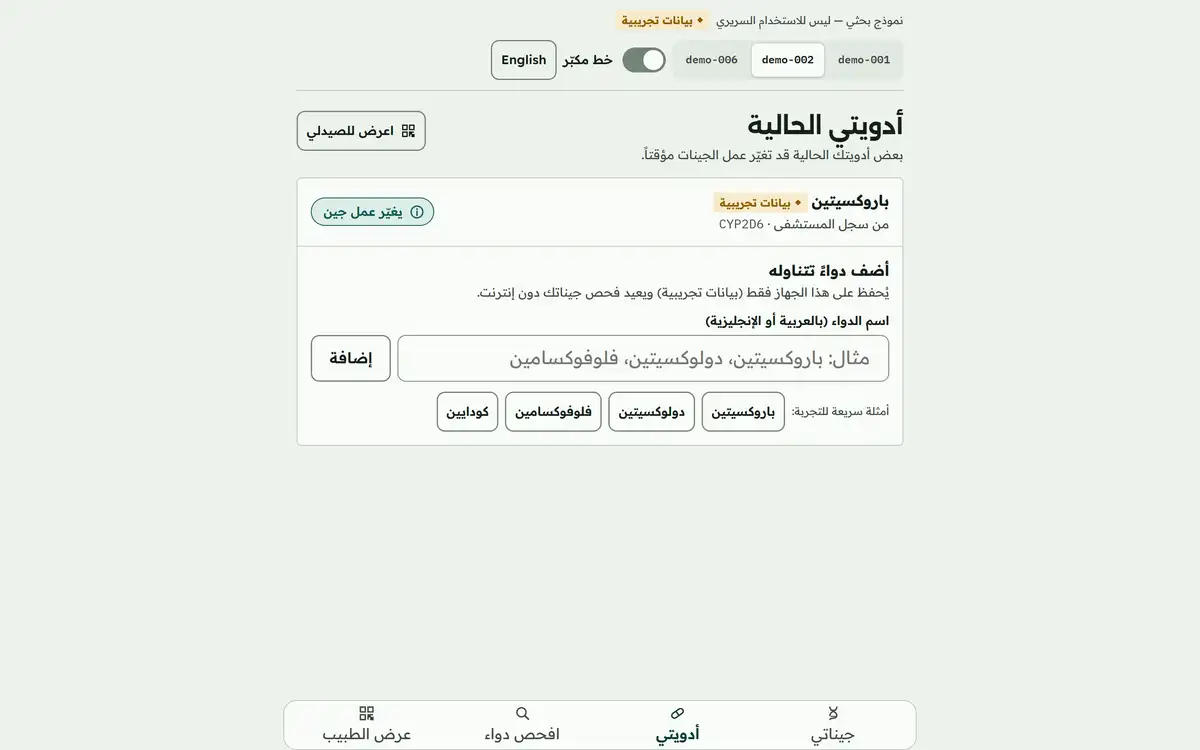 نموذج بحثي — ليس للاستخدام السريري ✦ بيانات تجريبية
demo-001 demo-002 demo-006 خط مكبّر English
أدويتي الحالية
اعرض للصيدلي
بعض أدويتك الحالية قد تغيّر عمل الجينات مؤقتاً.
باروكسيتين ✦ بيانات تجريبية
من سجل المستشفى · CYP2D6
يغيّر عمل جين
أضف دواءً تتناوله
يُحفظ على هذا الجهاز فقط (بيانات تجريبية) ويعيد فحص جيناتك دون إنترنت.
اسم الدواء (بالعربية أو الإنجليزية)
مثال: باروكسيتين، دولوكسيتين، فلوفوكسامين
إضافة
أمثلة سريعة للتجربة: باروكسيتين دولوكسيتين فلوفوكسامين كودايين
جيناتي أدويتي افحص دواء عرض الطبيب